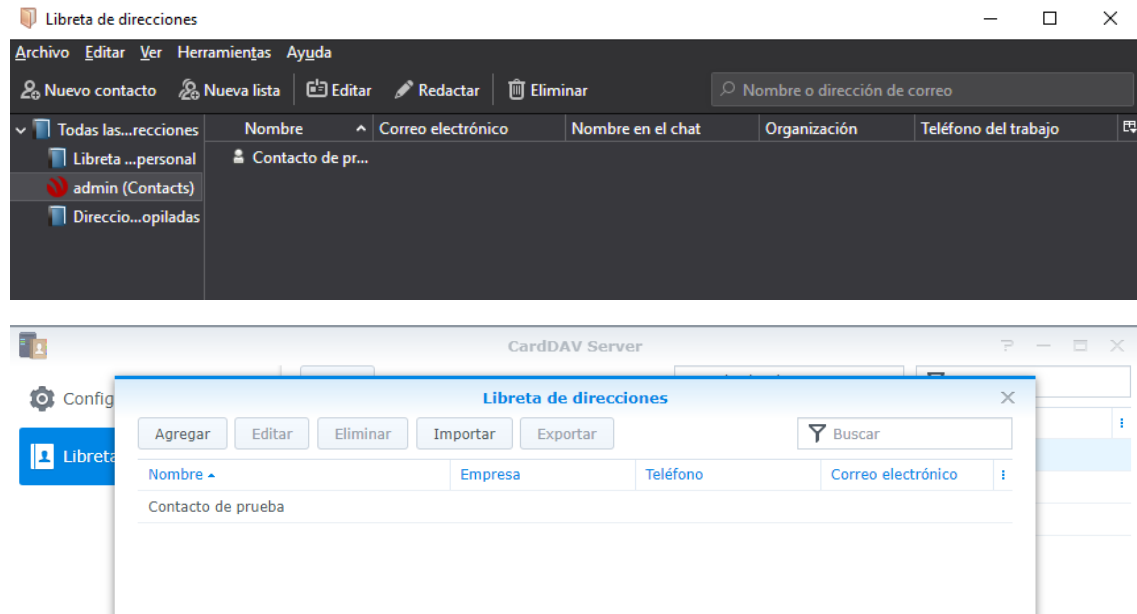 Libreta de direcciones
Archivo Editar Ver Herramientas Ayuda
Nuevo contacto Nueva lista Editar Redactar Eliminar Nombre o dirección de correo
Todas las...recciones Nombre Correo electrónico Nombre en el chat Organización Teléfono del trabajo
Libreta ...personal Contacto de pr...
admin (Contacts)
Direccio...opiladas
CardDAV Server
Config
Libreta de direcciones
Agregar Editar Eliminar Importar Exportar Buscar
Libreta
Nombre Empresa Teléfono Correo electrónico
Contacto de prueba